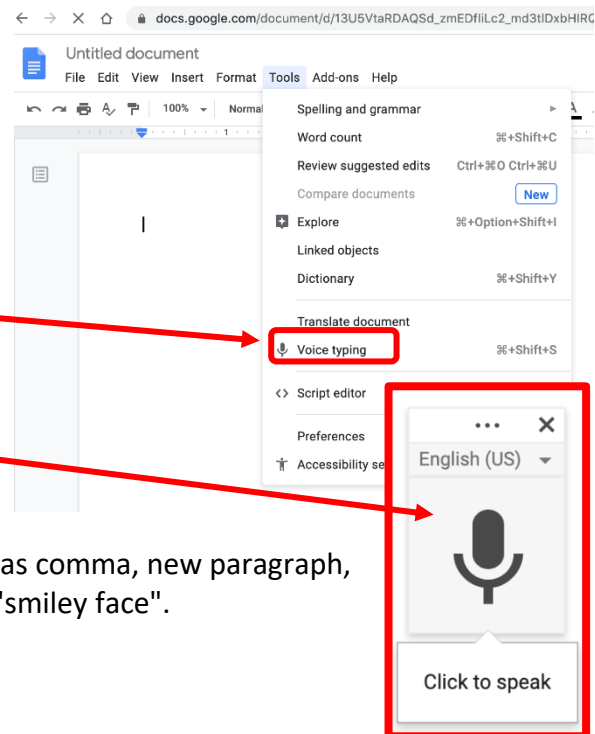 docs.google.com/document/d/13U5VtaRDAQSd_zmEDfliLc2_md3tlDxbHIRQ
Untitled document
File Edit View Insert Format Tools Add-ons Help
100% Normal
1
Spelling and grammar
Word count ⌘+Shift+C
Review suggested edits Ctrl+⌘O Ctrl+⌘U
Compare documents New
Explore ⌘+Option+Shift+I
Linked objects
Dictionary ⌘+Shift+Y
Translate document
Voice typing ⌘+Shift+S
Script editor
Preferences
Accessibility se
English (US)
Click to speak
as comma, new paragraph,
"smiley face".